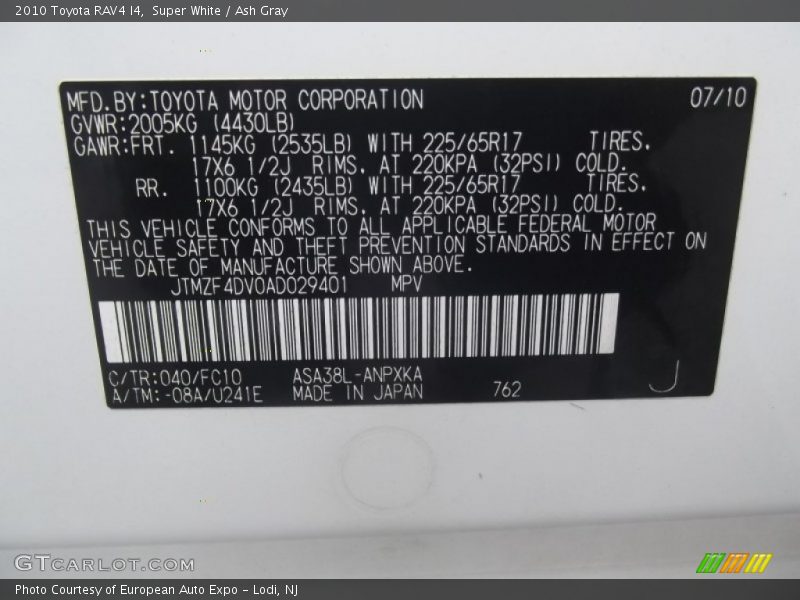 2010 Toyota RAV4 I4, Super White / Ash Gray
MFD.BY:TOYOTA MOTOR CORPORATION 07/10
GVWR:2005KG (4430LB)
GAWR:FRT. 1145KG (2535LB) WITH 225/65R17 TIRES.
17X6 1/2J RIMS. AT 220KPA (32PSI) COLD.
RR. 1100KG (2435LB) WITH 225/65R17 TIRES.
17X6 1/2J RIMS. AT 220KPA (32PSI) COLD.
THIS VEHICLE CONFORMS TO ALL APPLICABLE FEDERAL MOTOR
VEHICLE SAFETY AND THEFT PREVENTION STANDARDS IN EFFECT ON
THE DATE OF MANUFACTURE SHOWN ABOVE.
JTMZF4DV0AD029401 MPV
C/TR:040/FC10 ASA38L-ANPXKA
A/TM:-08A/U241E MADE IN JAPAN 762 J
GTCARLOT.COM
Photo Courtesy of European Auto Expo - Lodi, NJ